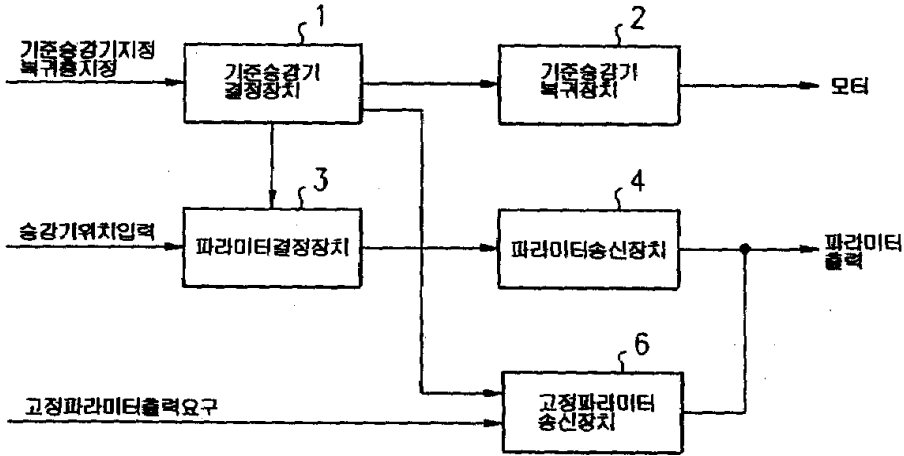 1
2
기준승강기지정
복귀층지정
기준승강기
결정장치
기준승강기
복귀장치
모터
3
4
승강기위치입력
파라미터결정장치
파라미터송신장치
파라미터
출력
6
고정파라미터출력요구
고정파라미터
송신장치